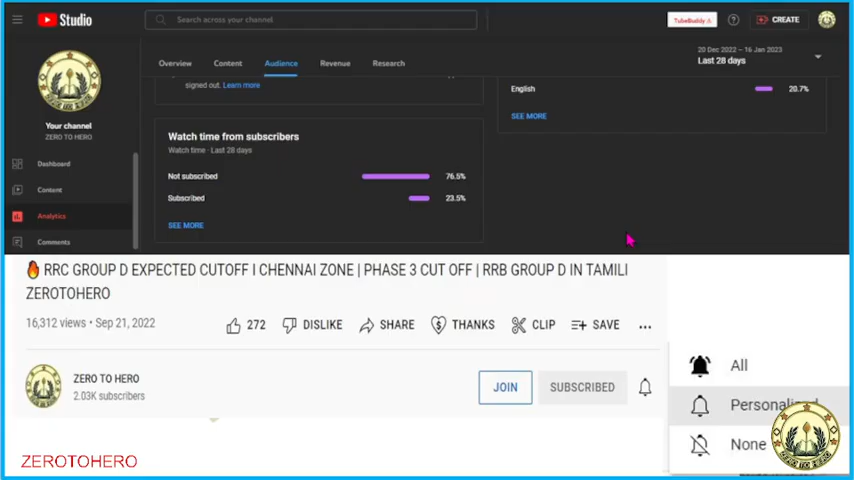 Studio
Search across your channel
TubeBuddy
CREATE
Overview
Content
Audience
Revenue
Research
20 Dec 2022 – 16 Jan 2023
Last 28 days
signed out. Learn more
English
20.7%
SEE MORE
Your channel
ZERO TO HERO
Dashboard
Content
Analytics
Comments
Watch time from subscribers
Watch time · Last 28 days
Not subscribed
76.5%
Subscribed
23.5%
SEE MORE
RRC GROUP D EXPECTED CUTOFF I CHENNAI ZONE | PHASE 3 CUT OFF | RRB GROUP D IN TAMILI
ZEROTOHERO
16,312 views • Sep 21, 2022
272
DISLIKE
SHARE
THANKS
CLIP
SAVE
ZERO TO HERO
2.03K subscribers
JOIN
SUBSCRIBED
All
None
ZEROTOHERO